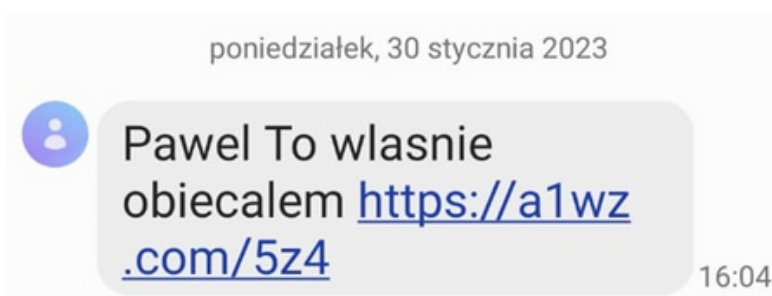 poniedziałek, 30 stycznia 2023
Pawel To wlasnie
obiecalem https://a1wz
.com/5z4
16:04